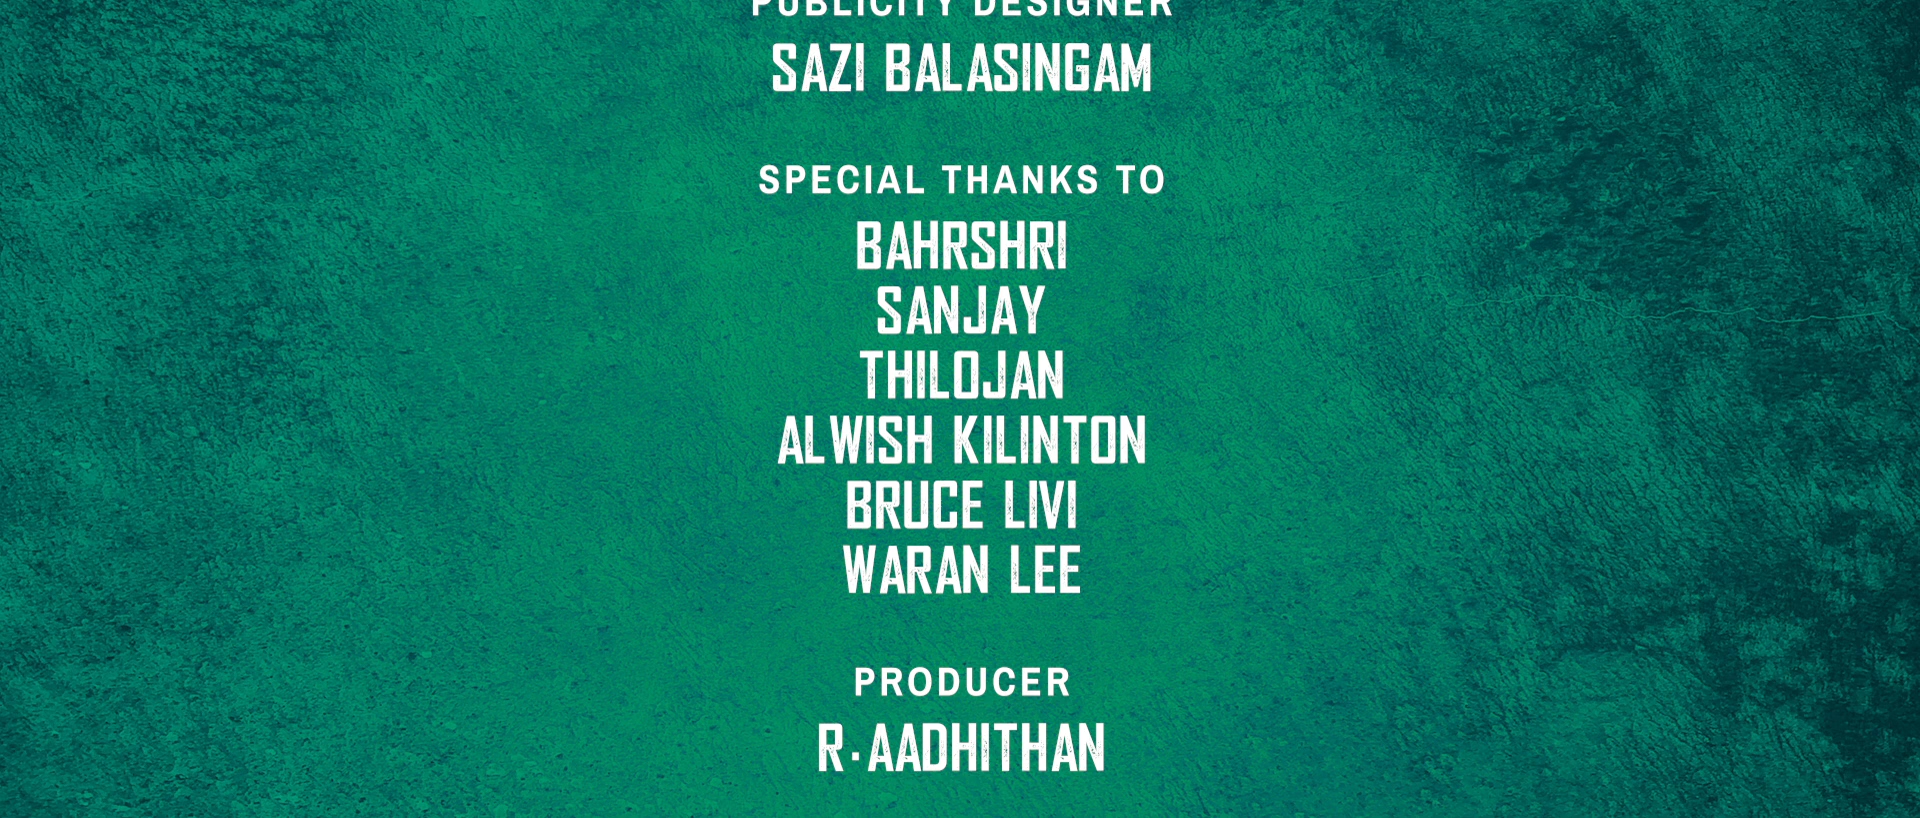 PUBLICITY DESIGNER
SAZI BALASINGAM
SPECIAL THANKS TO
BAHRSHRI
SANJAY
THILOJAN
ALWISH KILINTON
BRUCE LIVI
WARAN LEE
PRODUCER
R.AADHITHAN